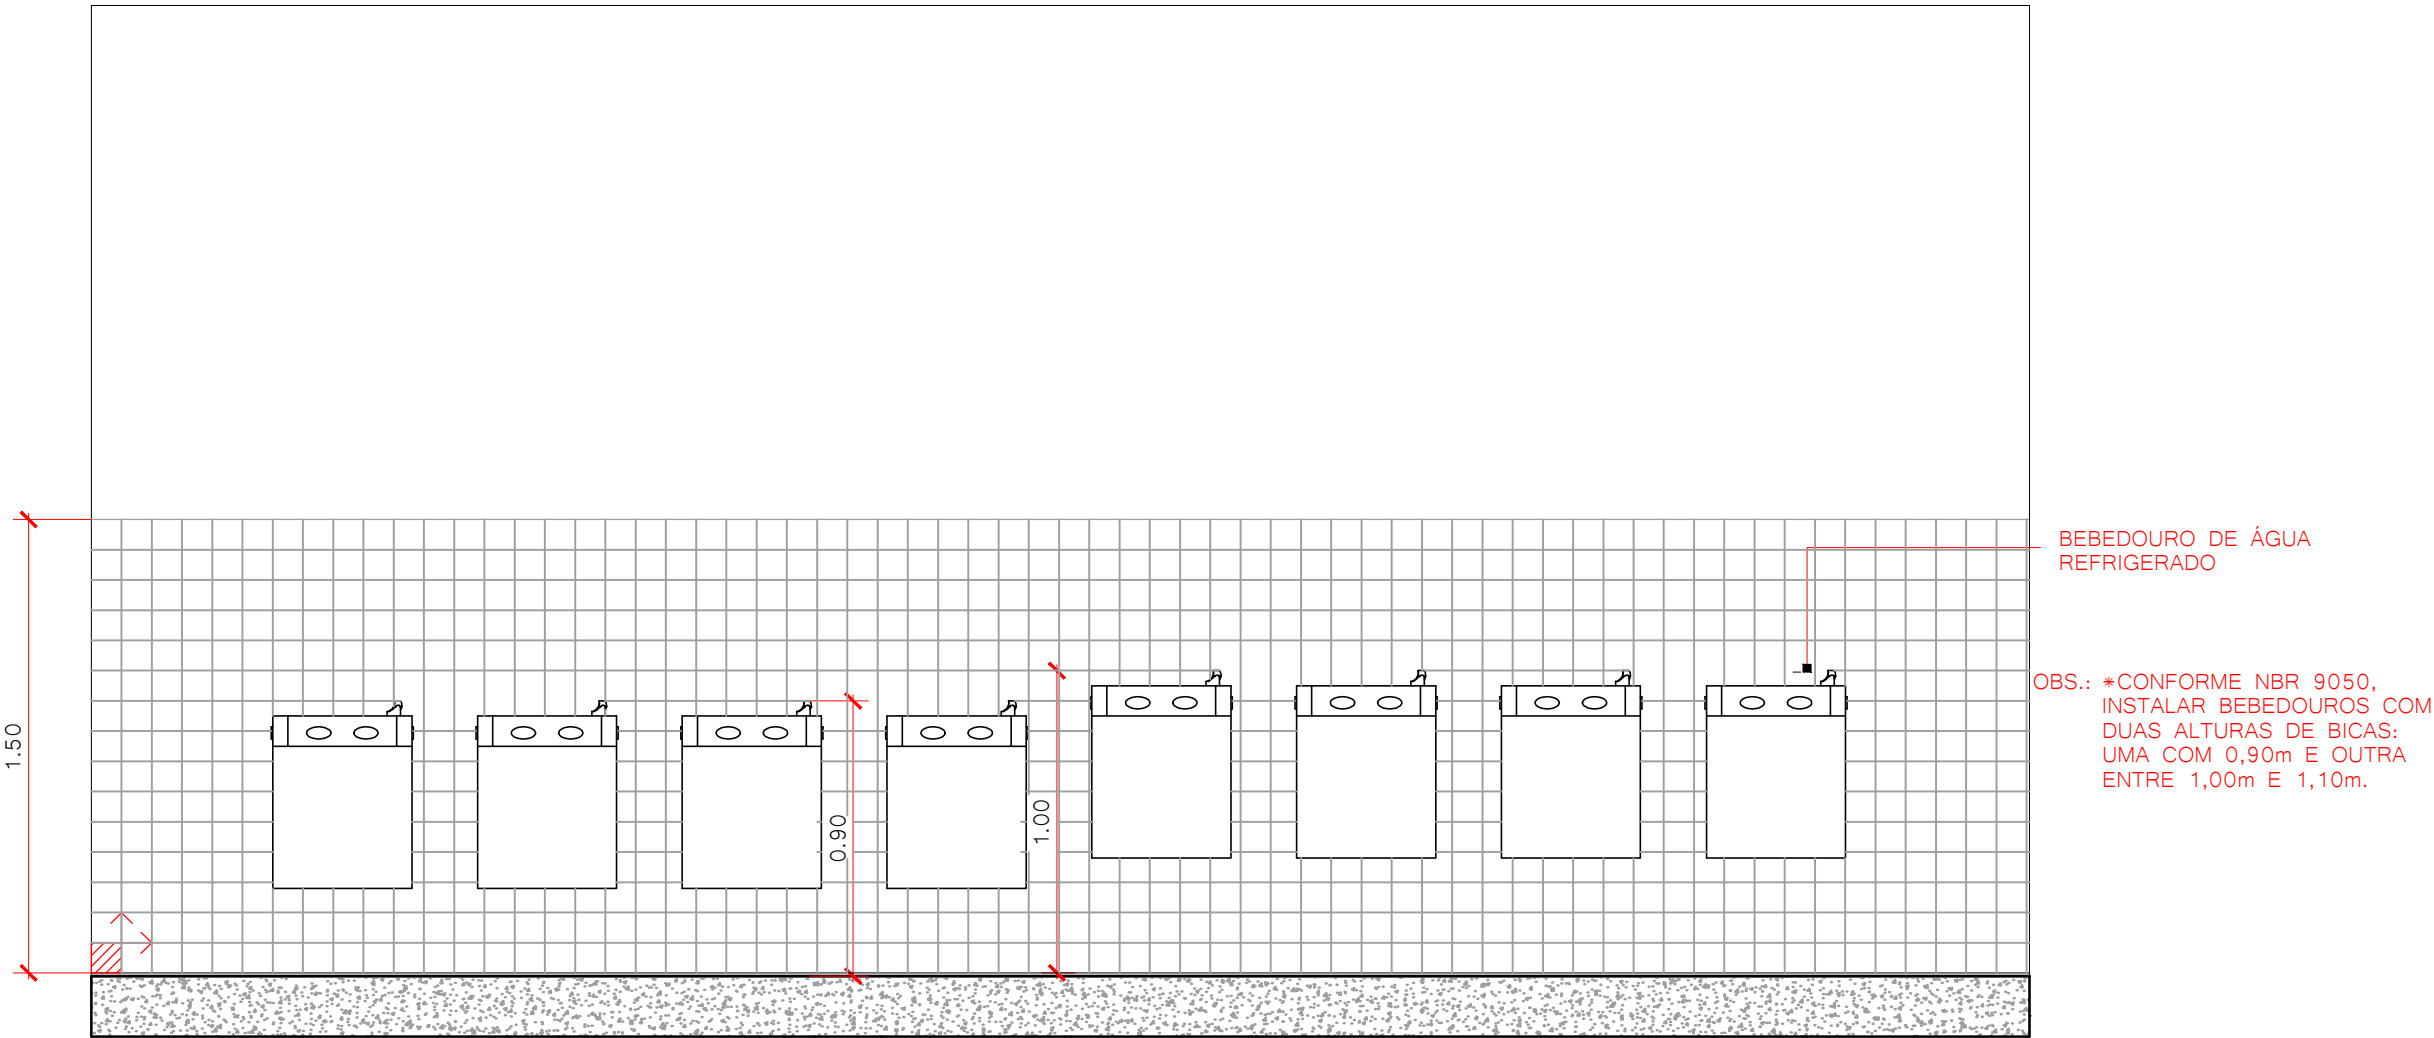 1.50
0.90
1.00
BEBEDOURO DE ÁGUA
REFRIGERADO
OBS.: *CONFORME NBR 9050,
INSTALAR BEBEDOUROS COM
DUAS ALTURAS DE BICAS:
UMA COM 0,90m E OUTRA
ENTRE 1,00m E 1,10m.